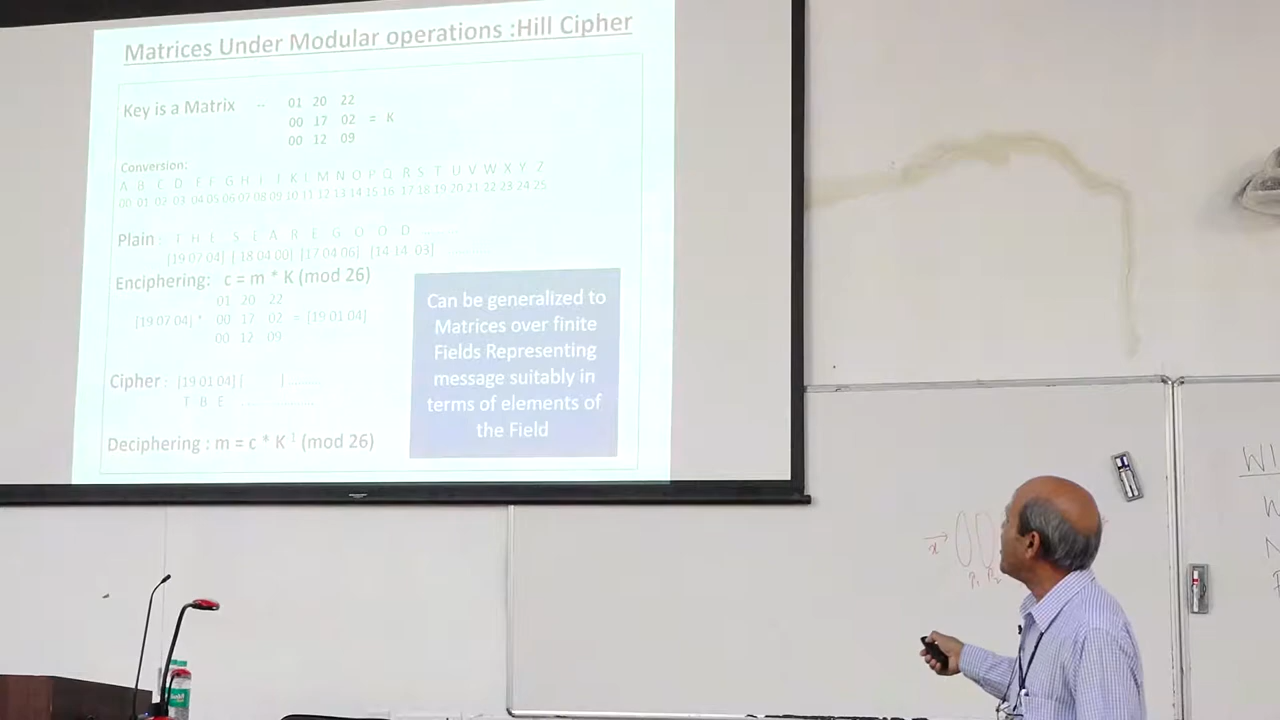 Matrices Under Modular operations :Hill Cipher
Key is a Matrix -- 01 20 22
00 17 02 = K
00 12 09
Conversion:
A B C D E F G H I J K L M N O P Q R S T U V W X Y Z
00 01 02 03 04 05 06 07 08 09 10 11 12 13 14 15 16 17 18 19 20 21 22 23 24 25
Plain : T H E S E A R E G O O D ..........
[19 07 04] [ 18 04 00] [17 04 06] [14 14 03] ..........
Enciphering: c = m * K (mod 26)
01 20 22
[19 07 04] * 00 17 02 = [19 01 04]
00 12 09
Cipher : [19 01 04] [ ] ..........
T B E ..........
Deciphering : m = c * K⁻¹ (mod 26)
Can be generalized to
Matrices over finite
Fields Representing
message suitably in
terms of elements of
the Field
x
P₁ P₂
WI